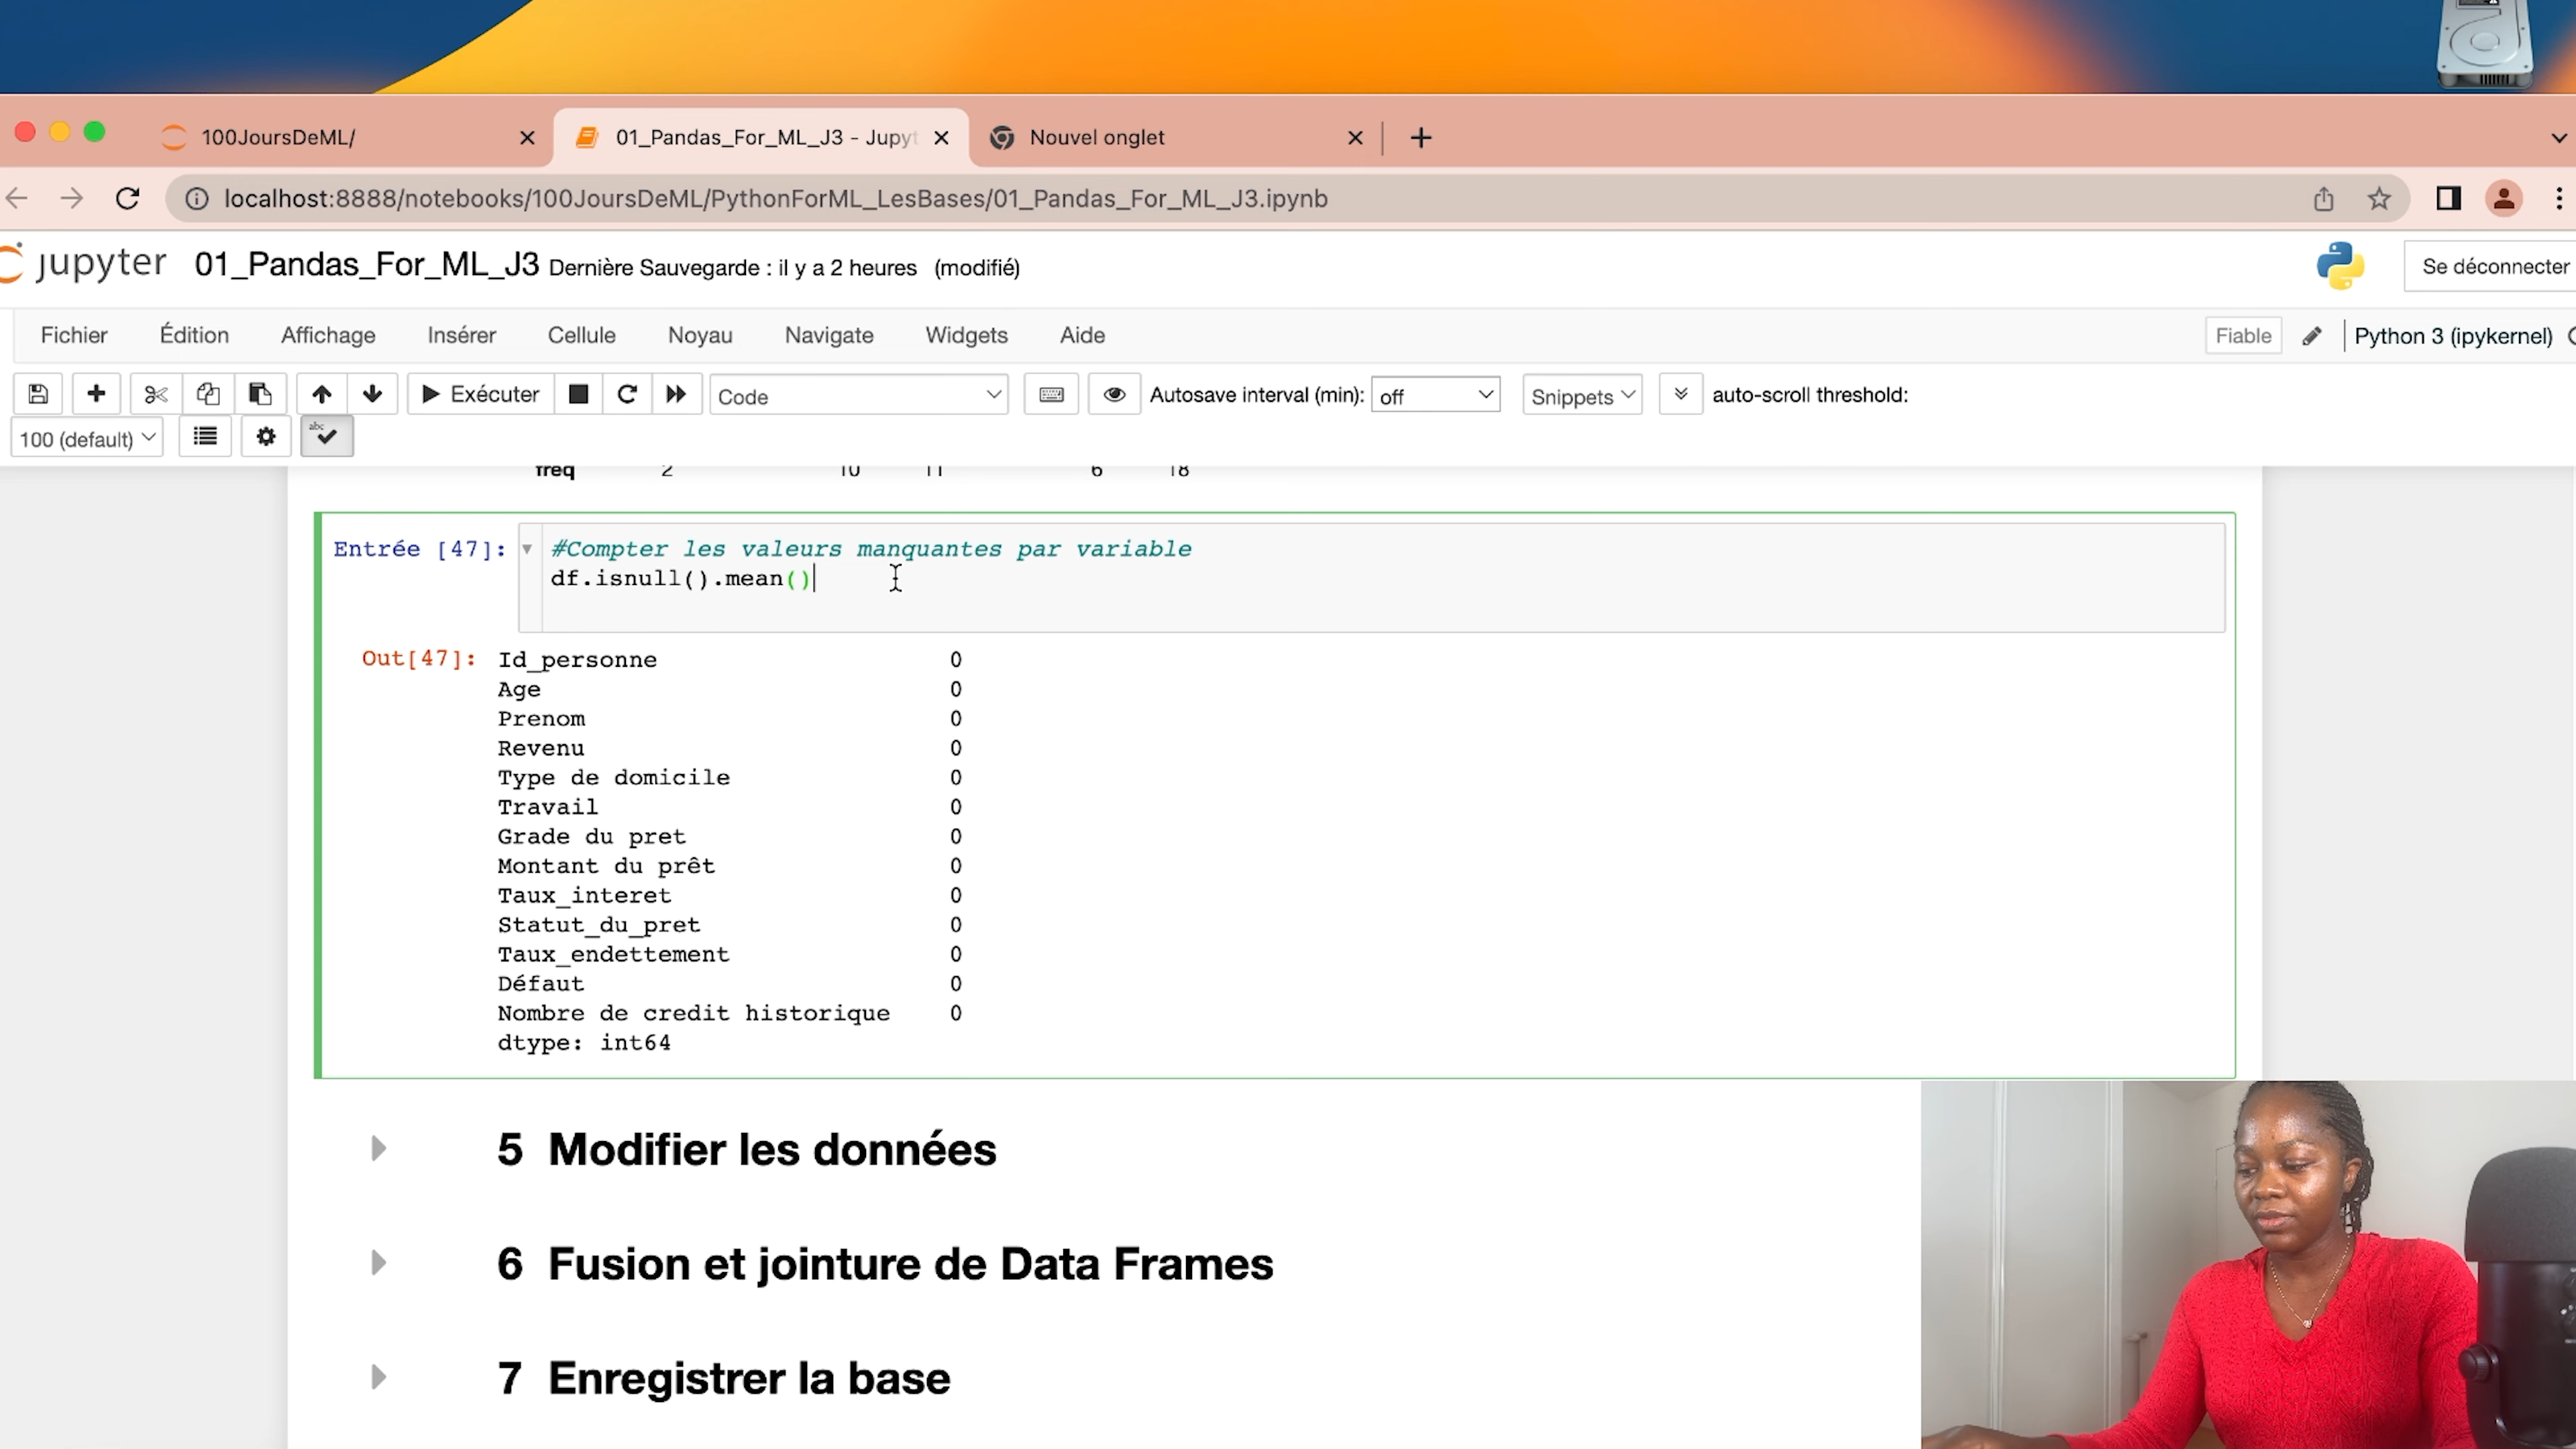 100JoursDeML/
01_Pandas_For_ML_J3 - Jupyt
Nouvel onglet
localhost:8888/notebooks/100JoursDeML/PythonForML_LesBases/01_Pandas_For_ML_J3.ipynb
jupyter 01_Pandas_For_ML_J3 Dernière Sauvegarde : il y a 2 heures (modifié)
Se déconnecter
Fichier Édition Affichage Insérer Cellule Noyau Navigate Widgets Aide
Fiable Python 3 (ipykernel)
Exécuter Code Autosave interval (min): off Snippets auto-scroll threshold:
100 (default) abc
freq 2 10 11 6 18
Entrée [47]: #Compter les valeurs manquantes par variable
df.isnull().mean()
Out[47]: Id_personne 0
Age 0
Prenom 0
Revenu 0
Type de domicile 0
Travail 0
Grade du pret 0
Montant du prêt 0
Taux_interet 0
Statut_du_pret 0
Taux_endettement 0
Défaut 0
Nombre de credit historique 0
dtype: int64
5 Modifier les données
6 Fusion et jointure de Data Frames
7 Enregistrer la base